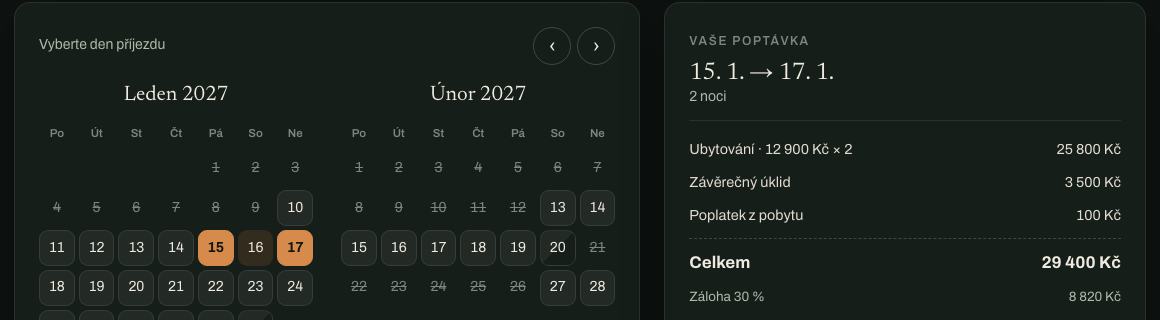 Vyberte den příjezdu
‹ ›
Leden 2027
Po Út St Čt Pá So Ne
1 2 3
4 5 6 7 8 9 10
11 12 13 14 15 16 17
18 19 20 21 22 23 24
Únor 2027
Po Út St Čt Pá So Ne
1 2 3 4 5 6 7
8 9 10 11 12 13 14
15 16 17 18 19 20 21
22 23 24 25 26 27 28
VAŠE POPTÁVKA
15. 1. → 17. 1.
2 noci
Ubytování · 12 900 Kč × 2 25 800 Kč
Závěrečný úklid 3 500 Kč
Poplatek z pobytu 100 Kč
Celkem 29 400 Kč
Záloha 30 % 8 820 Kč